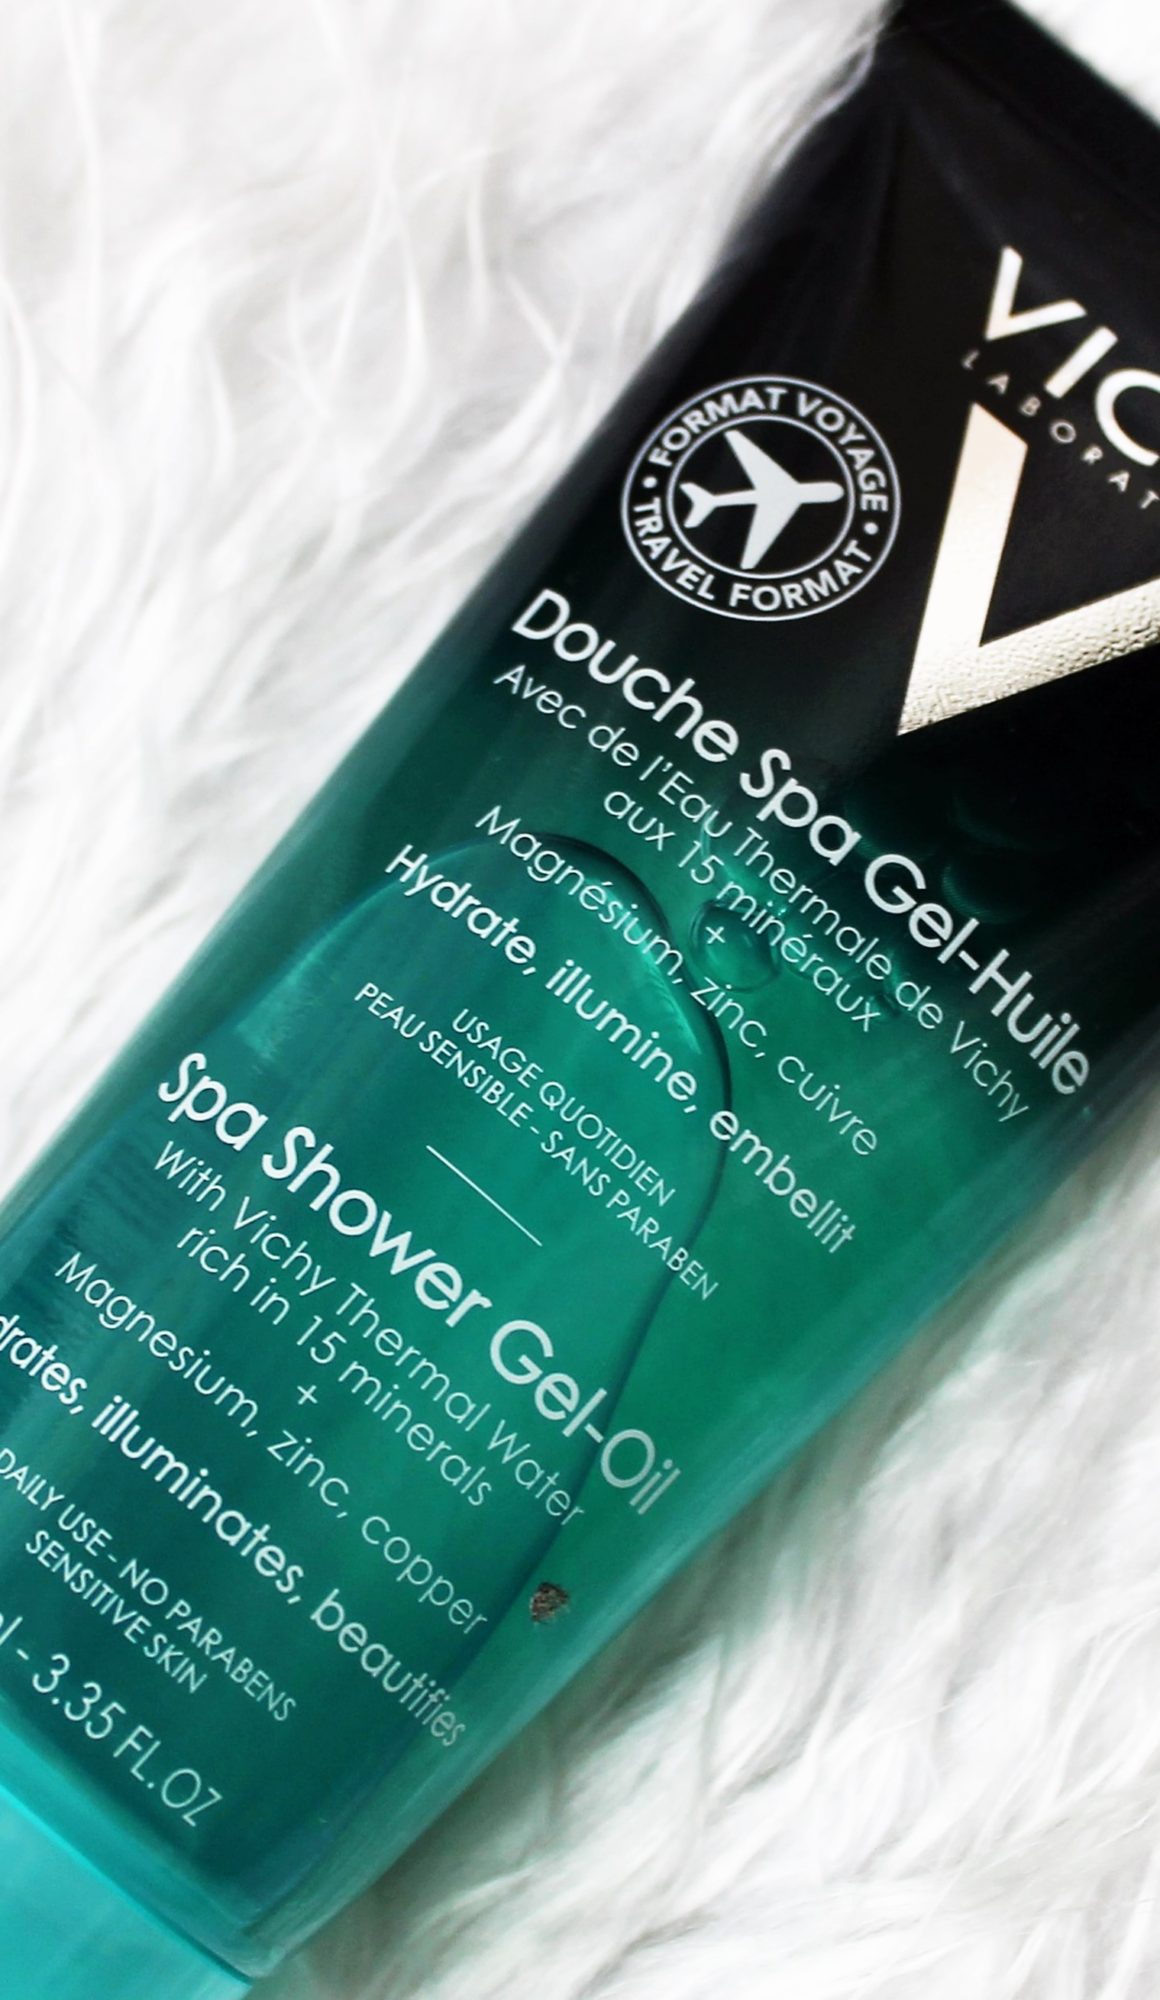 VIC
LABORAT
FORMAT VOYAGE
TRAVEL FORMAT
Douche Spa Gel-Huile
Avec de l'Eau Thermale de Vichy
aux 15 minéraux
+
Magnésium, zinc, cuivre
Hydrate, illumine, embellit
USAGE QUOTIDIEN
PEAU SENSIBLE - SANS PARABEN
Spa Shower Gel-Oil
With Vichy Thermal Water
rich in 15 minerals
+
Magnesium, zinc, copper
drates, illuminates, beautifies
DAILY USE - NO PARABENS
SENSITIVE SKIN
l - 3.35 FL.OZ